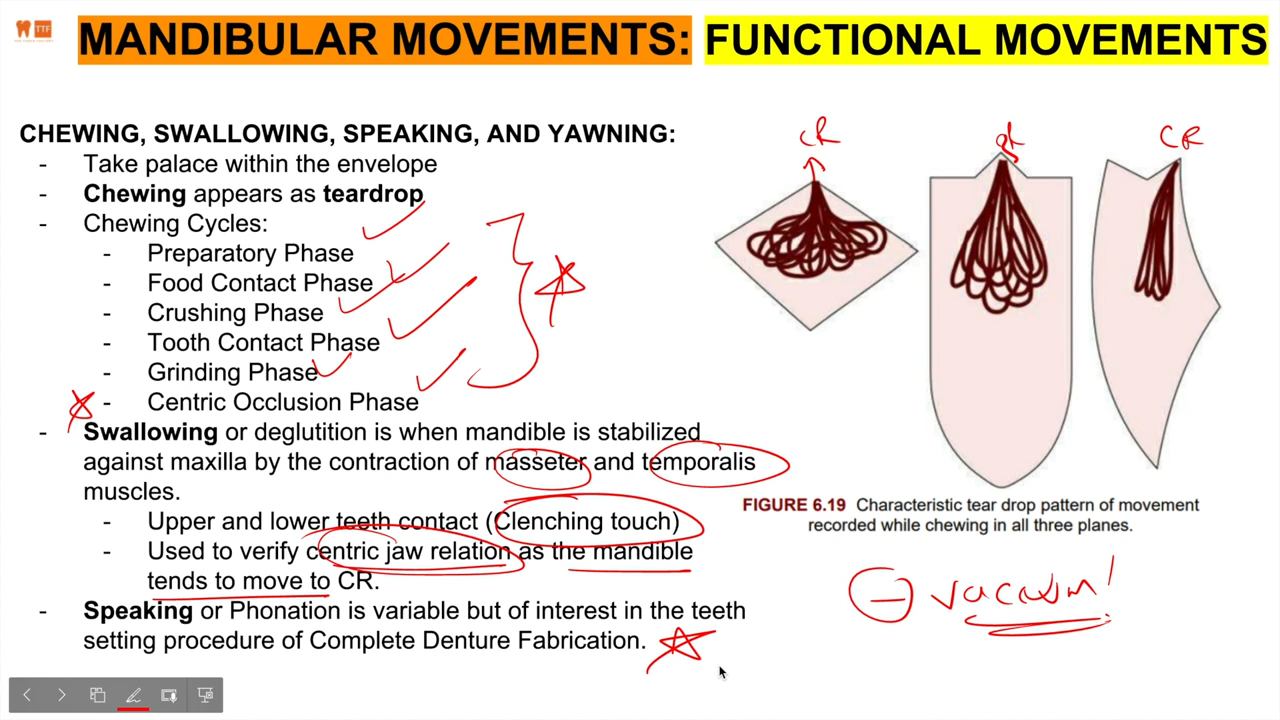 TTF
MANDIBULAR MOVEMENTS: FUNCTIONAL MOVEMENTS
CHEWING, SWALLOWING, SPEAKING, AND YAWNING:
- Take palace within the envelope
- Chewing appears as teardrop
- Chewing Cycles:
- Preparatory Phase
- Food Contact Phase
- Crushing Phase
- Tooth Contact Phase
- Grinding Phase
- Centric Occlusion Phase
- Swallowing or deglutition is when mandible is stabilized
against maxilla by the contraction of masseter and temporalis
muscles.
- Upper and lower teeth contact (Clenching touch)
- Used to verify centric jaw relation as the mandible
tends to move to CR.
- Speaking or Phonation is variable but of interest in the teeth
setting procedure of Complete Denture Fabrication.
CR
CR
FIGURE 6.19 Characteristic tear drop pattern of movement
recorded while chewing in all three planes.